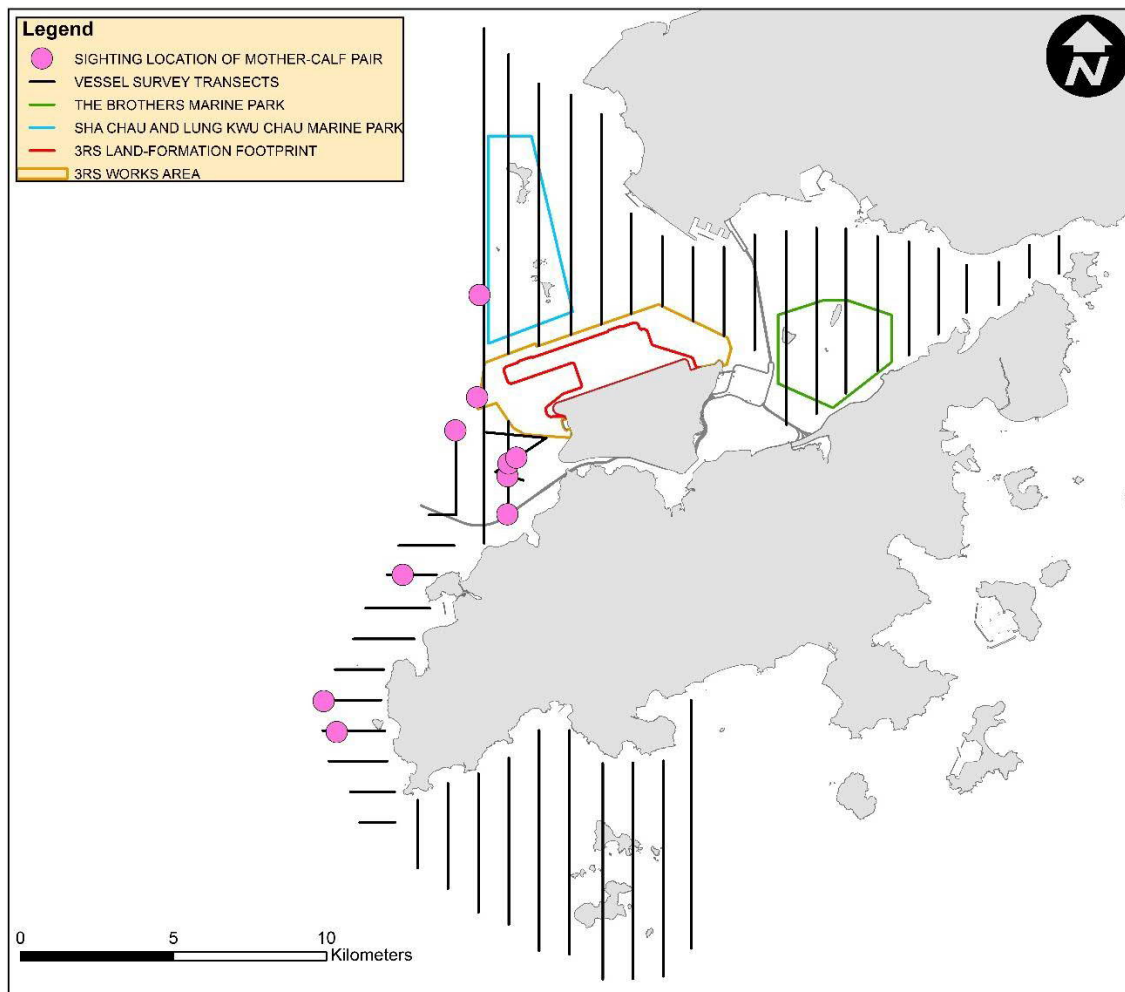 Legend
SIGHTING LOCATION OF MOTHER-CALF PAIR
VESSEL SURVEY TRANSECTS
THE BROTHERS MARINE PARK
SHA CHAU AND LUNG KWU CHAU MARINE PARK
3RS LAND-FORMATION FOOTPRINT
3RS WORKS AREA
N
0 5 10
Kilometers